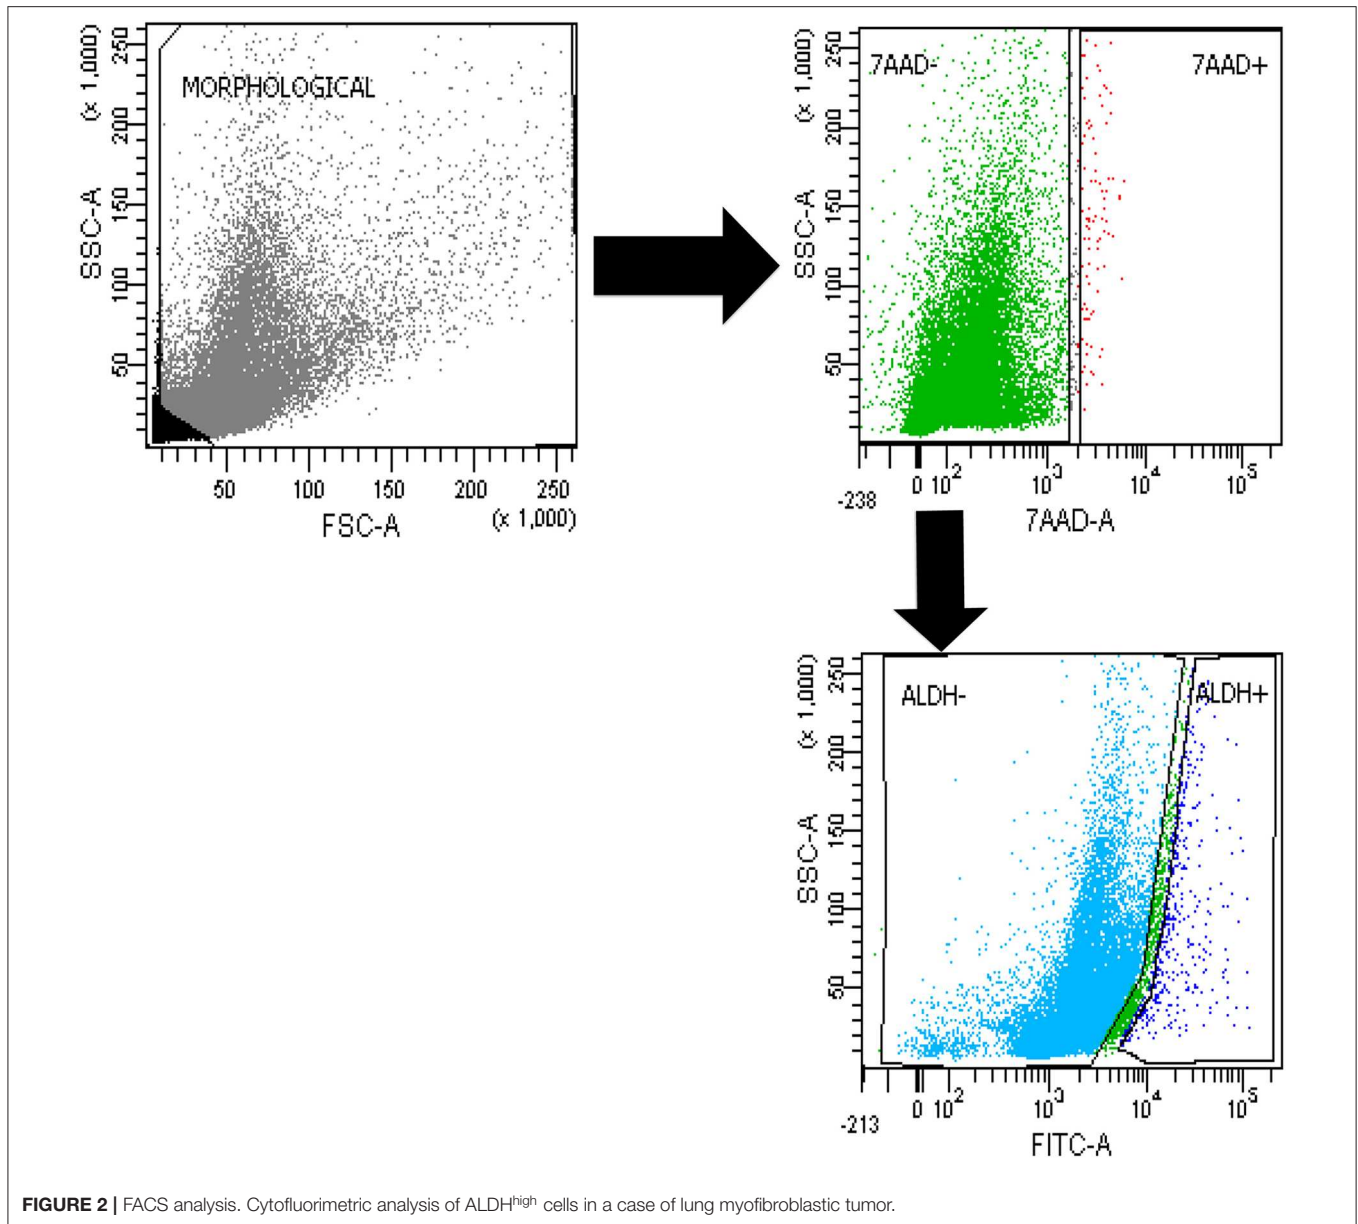 MORPHOLOGICAL
SSC-A
(x 1,000)
250
200
150
100
50
50 100 150 200 250
FSC-A (x 1,000)
7AAD- 7AAD+
SSC-A
(x 1,000)
250
200
150
100
50
-238 0 10² 10³ 10⁴ 10⁵
7AAD-A
ALDH- ALDH+
SSC-A
(x 1,000)
250
200
150
100
50
-213 0 10² 10³ 10⁴ 10⁵
FITC-A
FIGURE 2 | FACS analysis. Cytofluorimetric analysis of ALDHhigh cells in a case of lung myofibroblastic tumor.